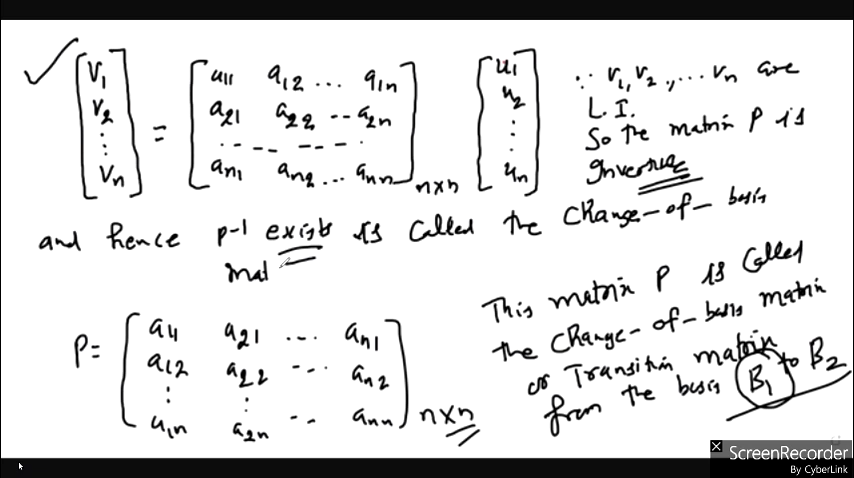 ✓ [V1 V2 ⋮ Vn] = [a11 a12 ... a1n
a21 a22 -- a2n
-- -- -- --
an1 an2 ... ann] n×n [u1 u2 ⋮ un]
∵ v1, v2, ... vn are
L.I.
So the matrix P is
Inverse
and hence p-1 exists is called the change-of-basis
mat
P = [a11 a21 ... an1
a12 a22 --- an2
⋮ ⋮
a1n a2n -- ann] n×n
This matrix P is called
the change-of-basis matrix
or Transition matrix
from the basis B1 to B2
ScreenRecorder
By CyberLink